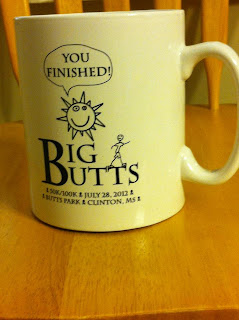 YOU
FINISHED!
BIG
BUTTS
50K/100K JULY 28, 2012
BUTTS PARK CLINTON, MS